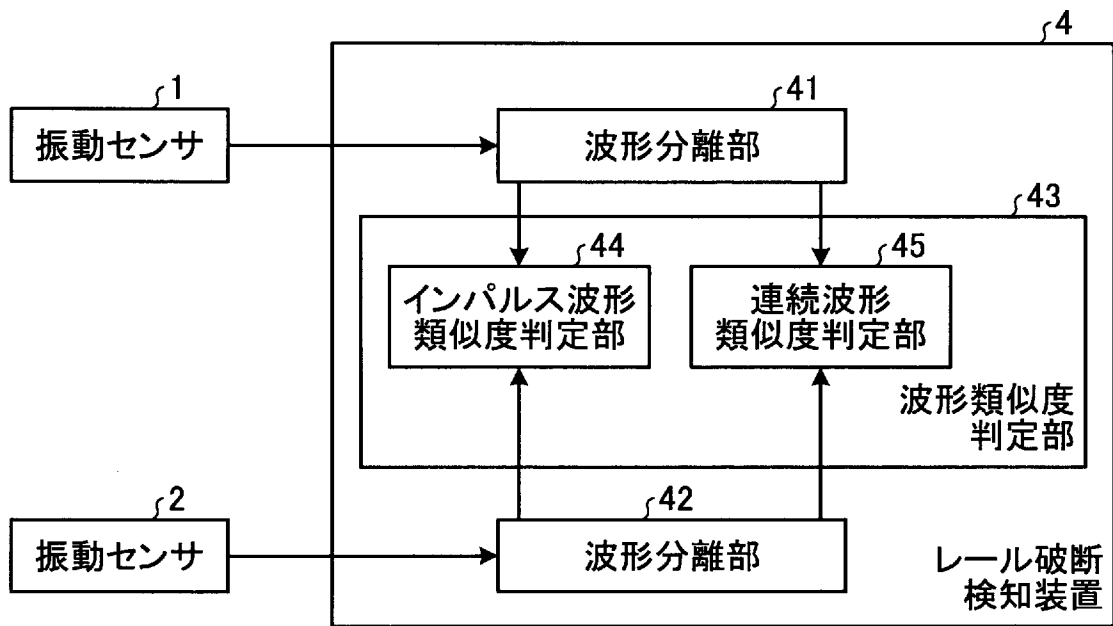 4
1
41
振動センサ
波形分離部
43
44
45
インパルス波形
類似度判定部
連続波形
類似度判定部
波形類似度
判定部
2
42
振動センサ
波形分離部
レール破断
検知装置